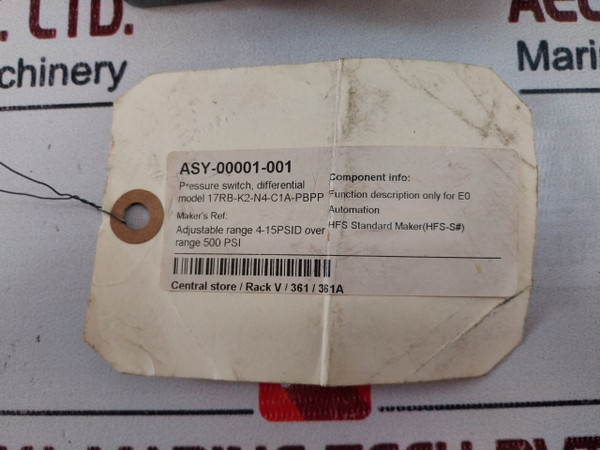 . LTD.
chinery
Mari
ASY-00001-001
Pressure switch, differential
model 17RB-K2-N4-C1A-PBPP
Maker's Ref:
Adjustable range 4-15PSID over
range 500 PSI
Component info:
Function description only for E0
Automation
HFS Standard Maker(HFS-S#)
Central store / Rack V / 361 / 361A